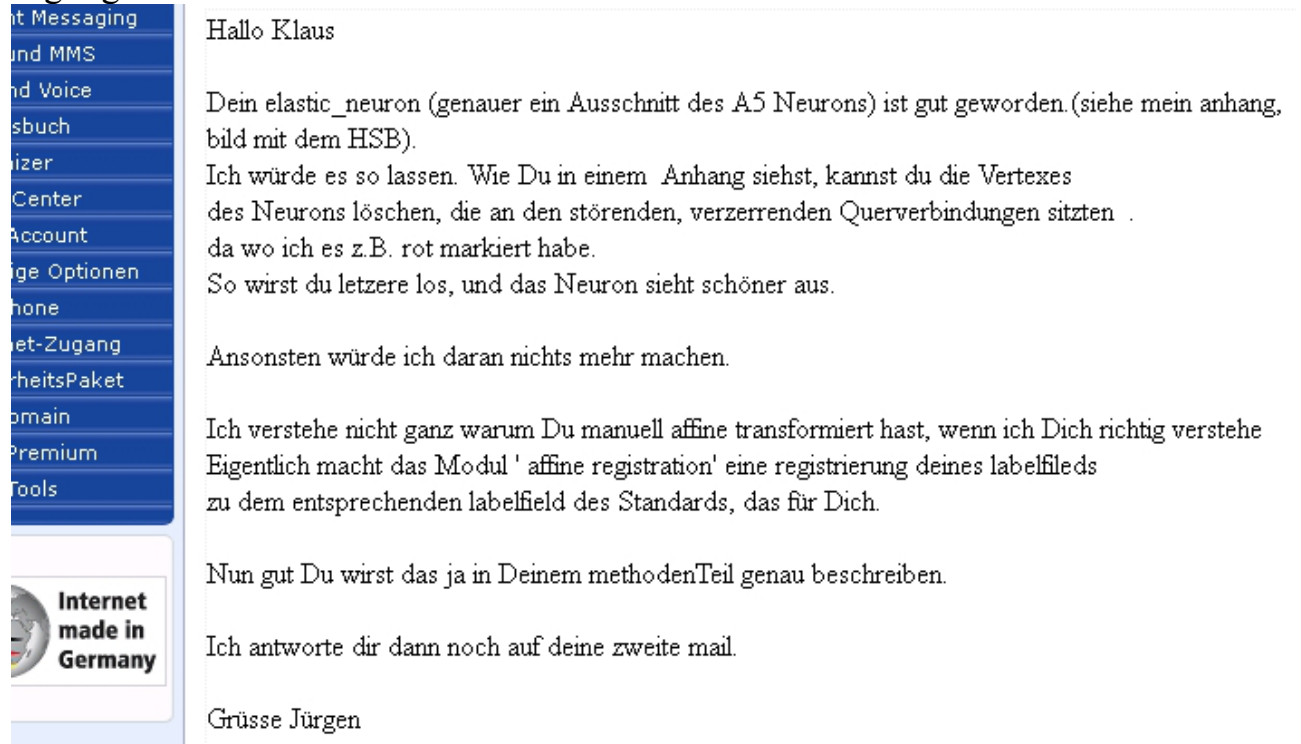 nt Messaging
und MMS
nd Voice
sbuch
izer
Center
Account
ige Optionen
hone
et-Zugang
rheitsPaket
omain
Premium
Tools
Internet
made in
Germany
Hallo Klaus
Dein elastic_neuron (genauer ein Ausschnitt des A5 Neurons) ist gut geworden.(siehe mein anhang,
bild mit dem HSB).
Ich würde es so lassen. Wie Du in einem  Anhang siehst, kannst du die Vertexes
des Neurons löschen, die an den störenden, verzerrenden Querverbindungen sitzten  .
da wo ich es z.B. rot markiert habe.
So wirst du letzere los, und das Neuron sieht schöner aus.
Ansonsten würde ich daran nichts mehr machen.
Ich verstehe nicht ganz warum Du manuell affine transformiert hast, wenn ich Dich richtig verstehe
Eigentlich macht das Modul ' affine registration' eine registrierung deines labelfileds
zu dem entsprechenden labelfield des Standards, das für Dich.
Nun gut Du wirst das ja in Deinem methodenTeil genau beschreiben.
Ich antworte dir dann noch auf deine zweite mail.
Grüsse Jürgen